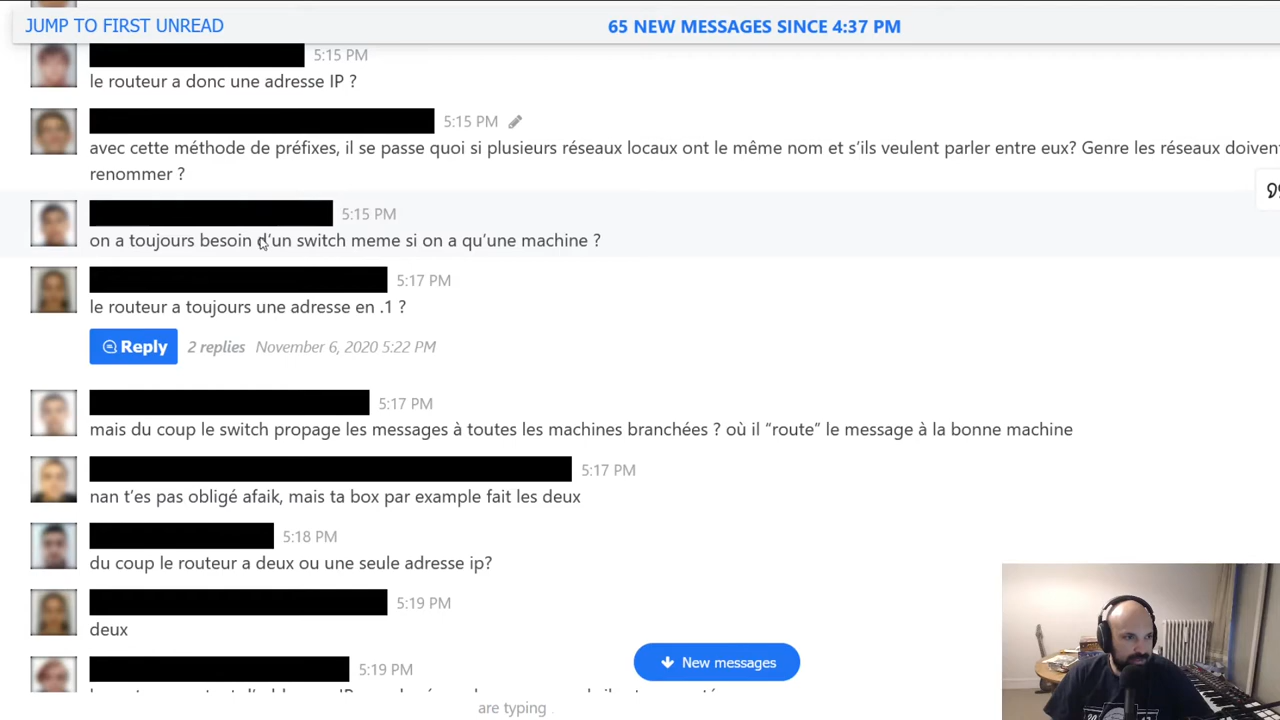 JUMP TO FIRST UNREAD
65 NEW MESSAGES SINCE 4:37 PM
5:15 PM
le routeur a donc une adresse IP ?
5:15 PM
avec cette méthode de préfixes, il se passe quoi si plusieurs réseaux locaux ont le même nom et s’ils veulent parler entre eux? Genre les réseaux doivent
renommer ?
5:15 PM
on a toujours besoin d’un switch meme si on a qu’une machine ?
5:17 PM
le routeur a toujours une adresse en .1 ?
Reply 2 replies November 6, 2020 5:22 PM
5:17 PM
mais du coup le switch propage les messages à toutes les machines branchées ? où il “route” le message à la bonne machine
5:17 PM
nan t’es pas obligé afaik, mais ta box par example fait les deux
5:18 PM
du coup le routeur a deux ou une seule adresse ip?
5:19 PM
deux
5:19 PM
New messages
are typing .